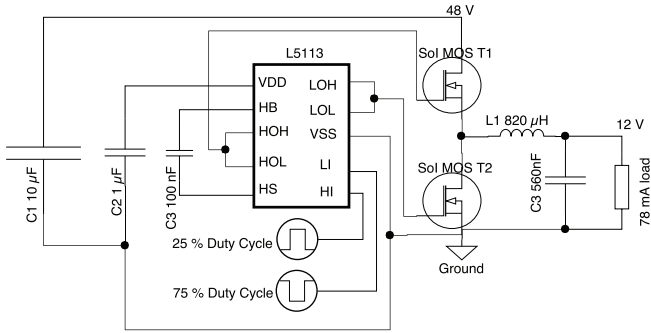 48 V
L5113
Sol MOS T1
VDD
LOH
HB
LOL
HOH
VSS
HOL
LI
HS
HI
L1 820 µH
12 V
Sol MOS T2
C1 10 µF
C2 1 µF
C3 100 nF
C3 560nF
78 mA load
25 % Duty Cycle
75 % Duty Cycle
Ground